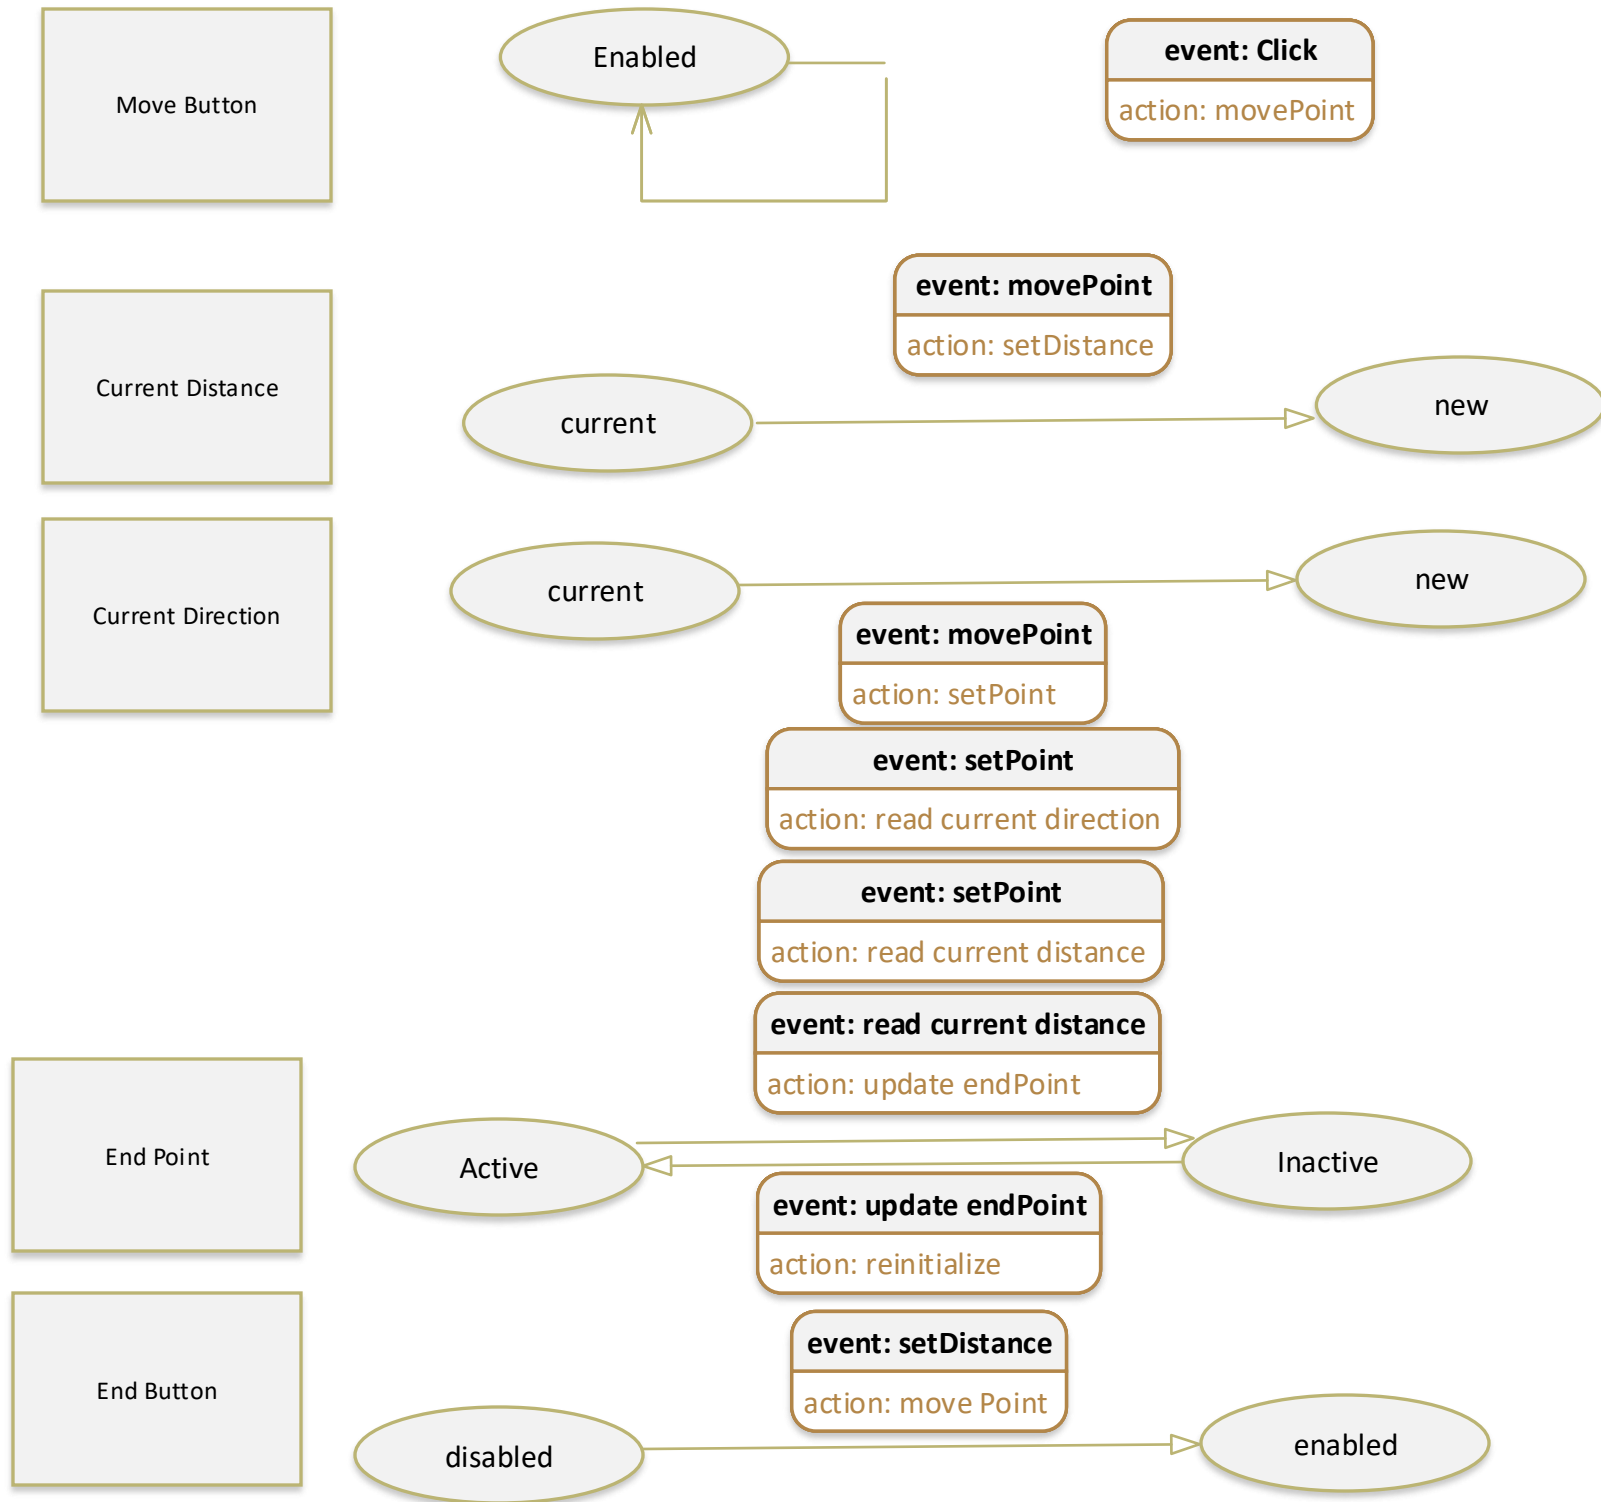 Move Button
Enabled
event: Click
action: movePoint
Current Distance
event: movePoint
action: setDistance
current
new
Current Direction
current
new
event: movePoint
action: setPoint
event: setPoint
action: read current direction
event: setPoint
action: read current distance
event: read current distance
action: update endPoint
End Point
Active
Inactive
event: update endPoint
action: reinitialize
End Button
event: setDistance
action: move Point
disabled
enabled